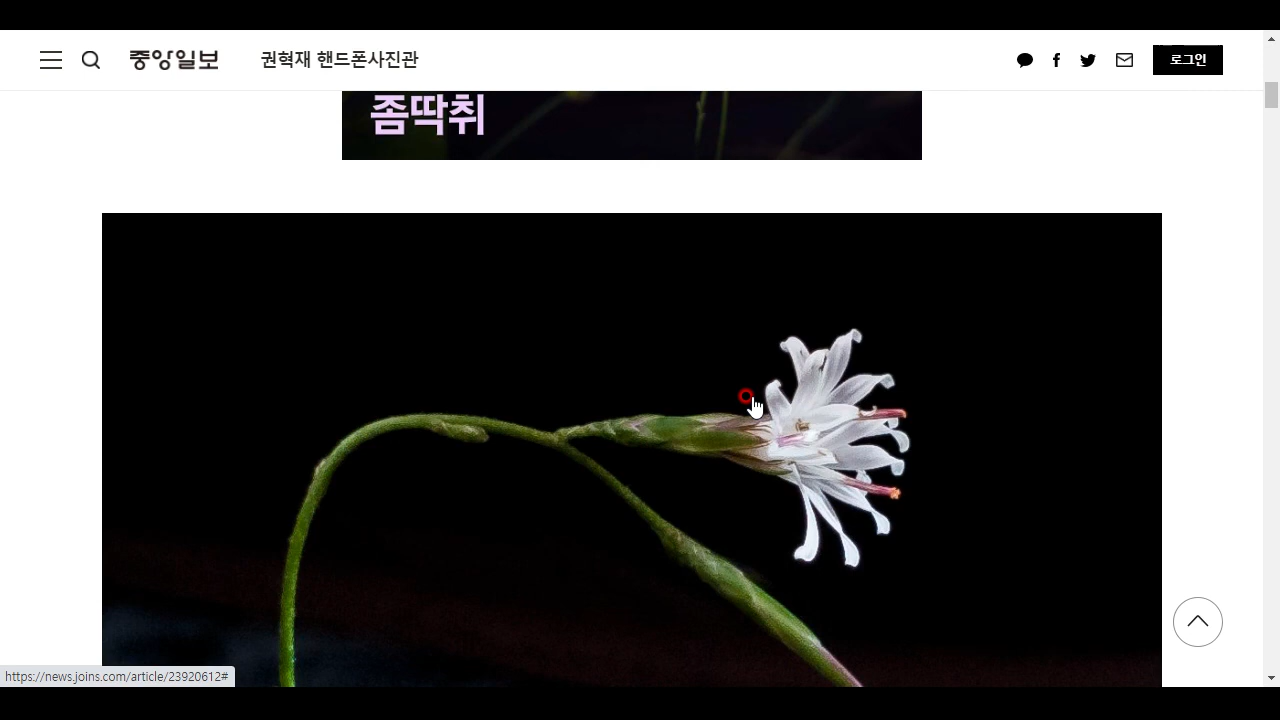 중앙일보 권혁재 핸드폰사진관 로그인
좀딱취
https://news.joins.com/article/23920612#